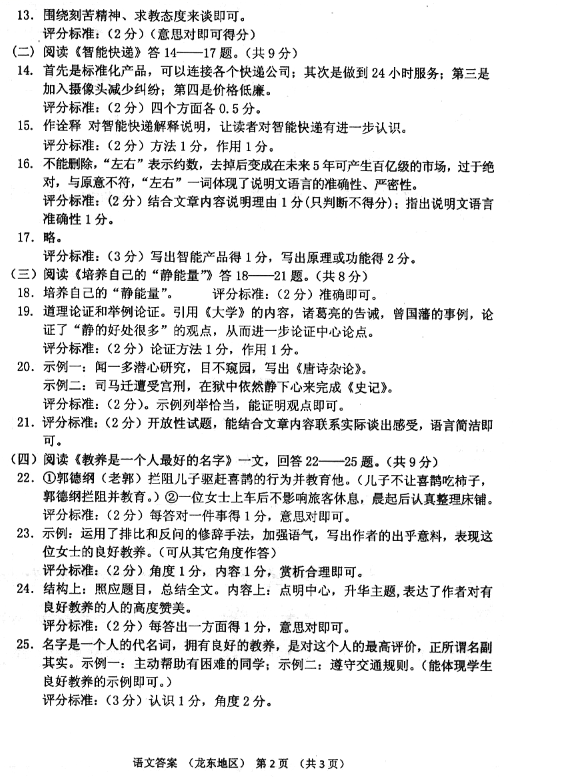 13. 围绕刻苦精神、求教态度来谈即可。
评分标准：（2 分）（意思对即可得分）
（二）阅读《智能快递》答 14——17 题。（共 9 分）
14. 首先是标准化产品，可以连接各个快递公司；其次是做到 24 小时服务；第三是
加入摄像头减少纠纷；第四是价格低廉。
评分标准：（2 分）四个方面各 0.5 分。
15. 作诠释 对智能快递解释说明，让读者对智能快递有进一步认识。
评分标准：（2 分）方法 1 分，作用 1 分。
16. 不能删除，“左右”表示约数，去掉后变成在未来 5 年可产生百亿级的市场，过于绝
对，与原意不符，“左右”一词体现了说明文语言的准确性、严密性。
评分标准：(2 分）结合文章内容说明理由 1 分(只判断不得分)；指出说明文语言
准确性 1 分。
17. 略。
评分标准：（3 分）写出智能产品得 1 分，写出原理或功能得 2 分。
（三）阅读《培养自己的“静能量”》答 18——21 题。（共 8 分）
18. 培养自己的“静能量”。 评分标准：（2 分）准确即可。
19. 道理论证和举例论证。引用《大学》的内容，诸葛亮的告诫，曾国藩的事例，论
证了“静的好处很多”的观点，从而进一步论证中心论点。
评分标准：（2 分）论证方法 1 分，作用 1 分。
20. 示例一：闻一多潜心研究，目不窥园，写出《唐诗杂论》。
示例二：司马迁遭受宫刑，在狱中依然静下心来完成《史记》。
评分标准：（2 分）。示例列举恰当，能证明观点即可。
21. 评分标准：（2 分）开放性试题，能结合文章内容联系实际谈出感受，语言简洁即
可。
（四）阅读《教养是一个人最好的名字》一文，回答 22——25 题。（共 9 分）
22. ①郭德纲（老郭）拦阻儿子驱赶喜鹊的行为并教育他。（儿子不让喜鹊吃柿子，
郭德纲拦阻并教育。）②一位女士上车后不影响旅客休息，晨起后认真整理床铺。
评分标准：（2 分）每答对一件事得 1 分，意思对即可。
23. 示例：运用了排比和反问的修辞手法，加强语气，写出作者的出乎意料，表现这
位女士的良好教养。（可从其它角度作答）
评分标准：（2 分）角度 1 分，内容 1 分，赏析合理即可。
24. 结构上：照应题目，总结全文。内容上：点明中心，升华主题,表达了作者对有
良好教养的人的高度赞美。
评分标准：（2 分）每答出一方面得 1 分，意思对即可。
25. 名字是一个人的代名词，拥有良好的教养，是对这个人的最高评价，正所谓名副
其实。示例一：主动帮助有困难的同学；示例二：遵守交通规则。（能体现学生
良好教养的示例即可。）
评分标准：（3 分）认识 1 分，角度 2 分。
语文答案 （龙东地区） 第 2 页 （共 3 页）